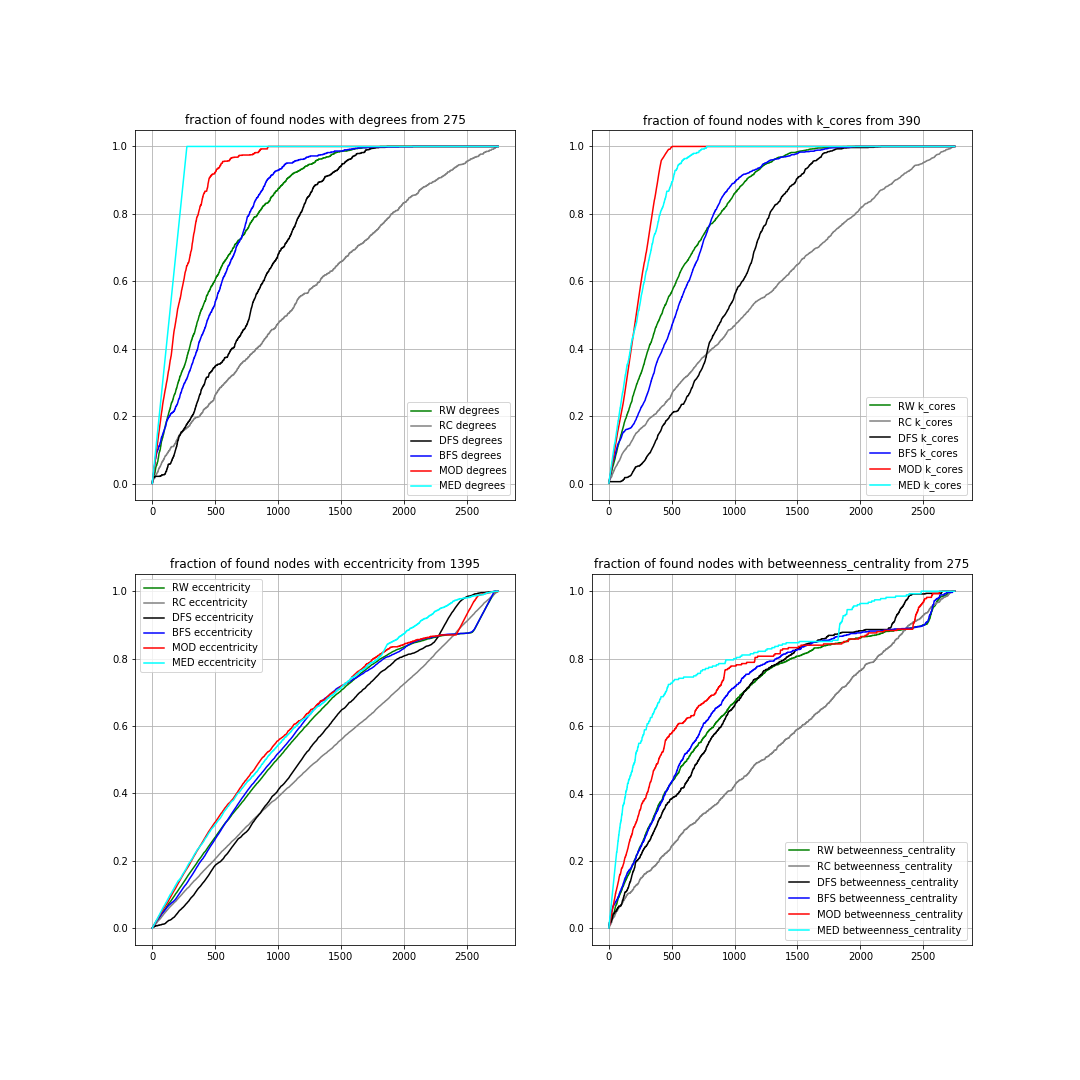 fraction of found nodes with degrees from 275
1.0
0.8
0.6
0.4
0.2
0.0
0 500 1000 1500 2000 2500
RW degrees
RC degrees
DFS degrees
BFS degrees
MOD degrees
MED degrees
fraction of found nodes with k_cores from 390
1.0
0.8
0.6
0.4
0.2
0.0
0 500 1000 1500 2000 2500
RW k_cores
RC k_cores
DFS k_cores
BFS k_cores
MOD k_cores
MED k_cores
fraction of found nodes with eccentricity from 1395
1.0
0.8
0.6
0.4
0.2
0.0
0 500 1000 1500 2000 2500
RW eccentricity
RC eccentricity
DFS eccentricity
BFS eccentricity
MOD eccentricity
MED eccentricity
fraction of found nodes with betweenness_centrality from 275
1.0
0.8
0.6
0.4
0.2
0.0
0 500 1000 1500 2000 2500
RW betweenness_centrality
RC betweenness_centrality
DFS betweenness_centrality
BFS betweenness_centrality
MOD betweenness_centrality
MED betweenness_centrality